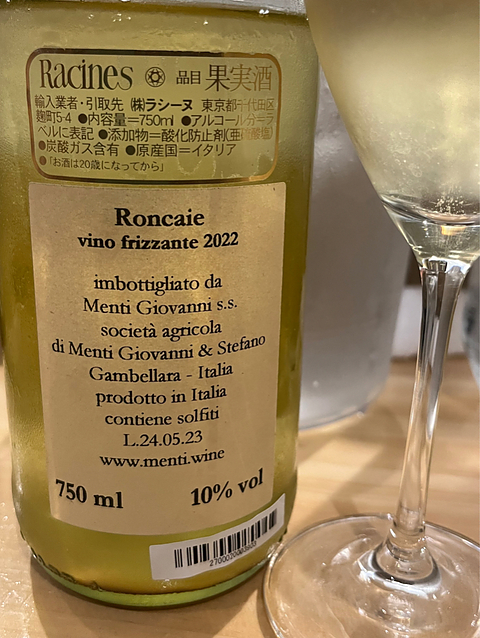 Racines 品目 果実酒
輸入業者・引取先 ㈱ラシーヌ 東京都千代田区
麹町5-4 ●内容量=750ml ●アルコール分=ラ
ベルに表記 ●添加物=酸化防止剤(亜硫酸塩)
●炭酸ガス含有 ●原産国=イタリア
●「お酒は20歳になってから」
Roncaie
vino frizzante 2022
imbottigliato da
Menti Giovanni s.s.
società agricola
di Menti Giovanni & Stefano
Gambellara - Italia
prodotto in Italia
contiene solfiti
L.24.05.23
www.menti.wine
750 ml 10% vol